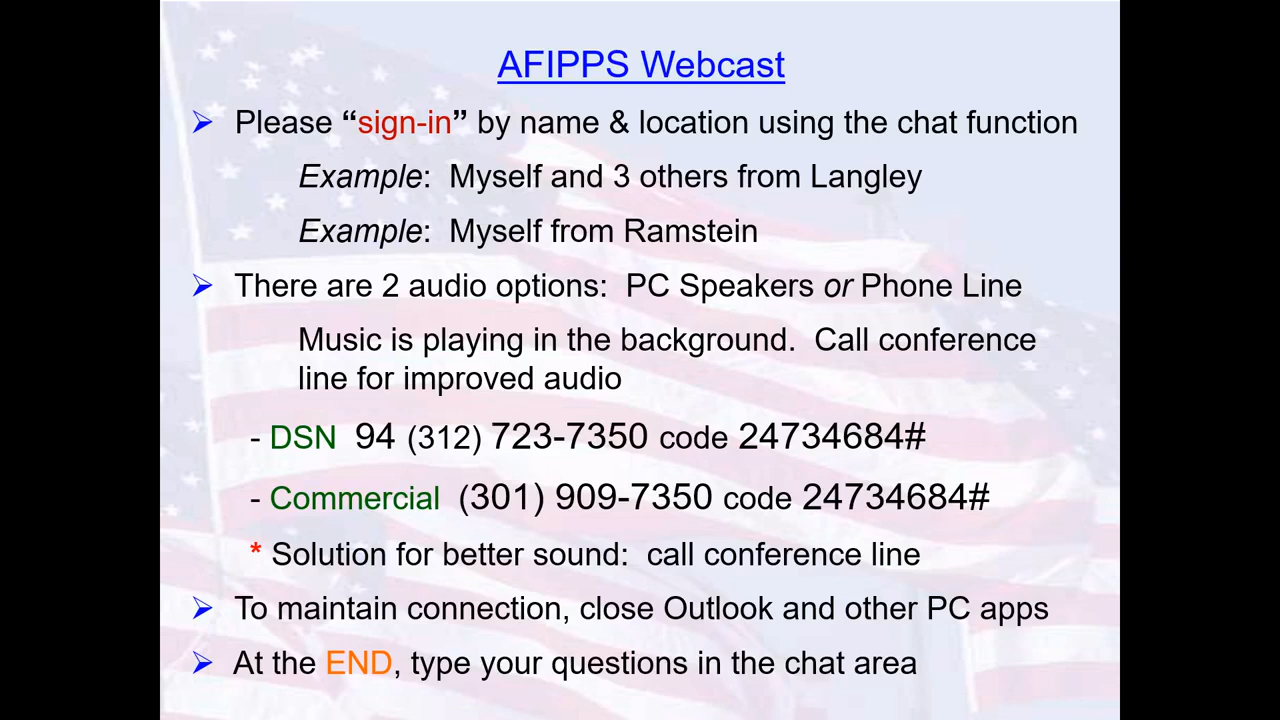 AFIPPS Webcast
➢ Please “sign-in” by name & location using the chat function
Example: Myself and 3 others from Langley
Example: Myself from Ramstein
➢ There are 2 audio options: PC Speakers or Phone Line
Music is playing in the background. Call conference
line for improved audio
- DSN 94 (312) 723-7350 code 24734684#
- Commercial (301) 909-7350 code 24734684#
* Solution for better sound: call conference line
➢ To maintain connection, close Outlook and other PC apps
➢ At the END, type your questions in the chat area